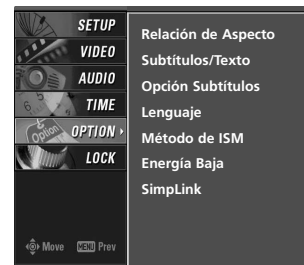 SETUP
VIDEO
AUDIO
TIME
OPTION
LOCK
Move MENU Prev
Relación de Aspecto
Subtítulos/Texto
Opción Subtítulos
Lenguaje
Método de ISM
Energía Baja
SimpLink